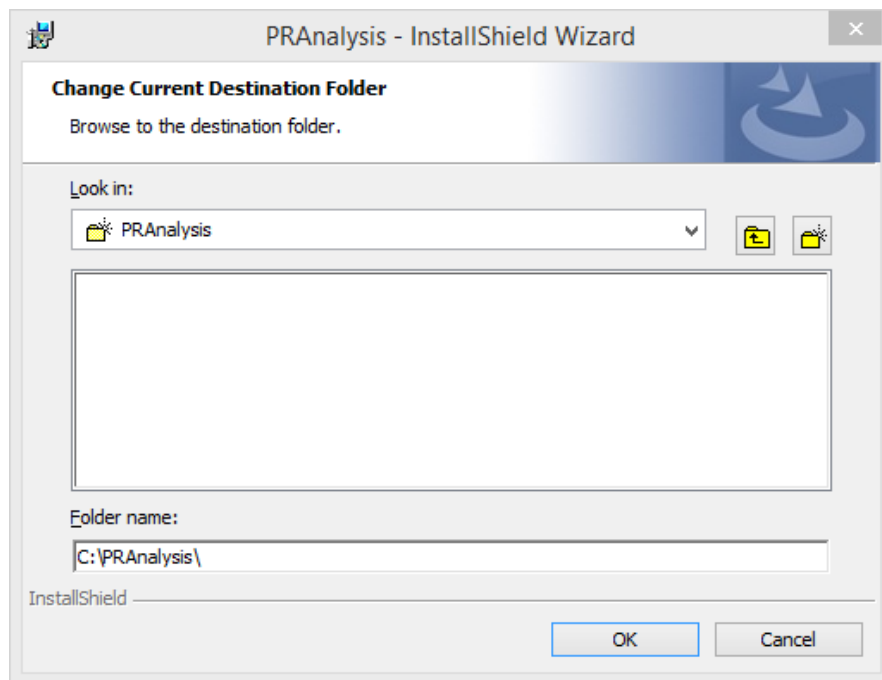 PRAnalysis - InstallShield Wizard
Change Current Destination Folder
Browse to the destination folder.
Look in:
PRAnalysis
Folder name:
C:\PRAnalysis\
InstallShield
OK Cancel